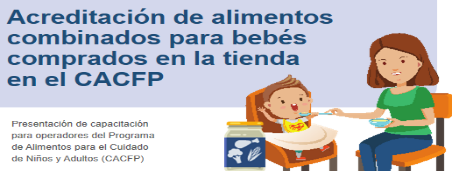 Acreditación de alimentos
combinados para bebés
comprados en la tienda
en el CACFP
Presentación de capacitación
para operadores del Programa
de Alimentos para el Cuidado
de Niños y Adultos (CACFP)